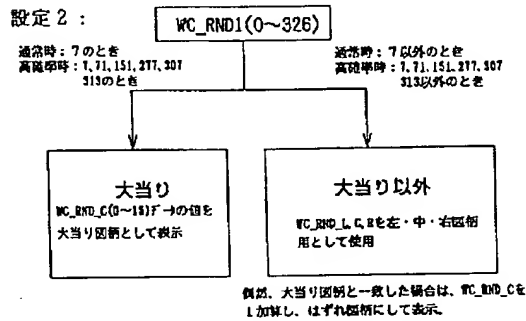 設定2:
WC_RND1(0～326)
通常時:7のとき
高確率時:7,71,151,277,307
313のとき
通常時:7以外のとき
高確率時:7,71,151,277,307
313以外のとき
大当り
WC_RND_C(0～18)データの値を
大当り図柄として表示
大当り以外
WC_RND_L,C,Rを左・中・右図柄
用として使用
偶然、大当り図柄と一致した場合は、WC_RND_Cを
1加算し、はずれ図柄にして表示。